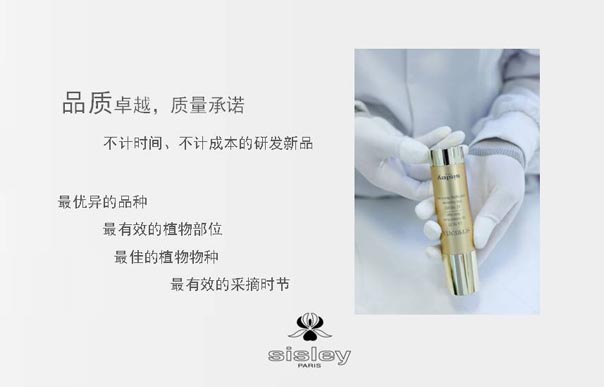 品质卓越，质量承诺
不计时间、不计成本的研发新品
最优异的品种
最有效的植物部位
最佳的植物物种
最有效的采摘时节
sisley
PARIS